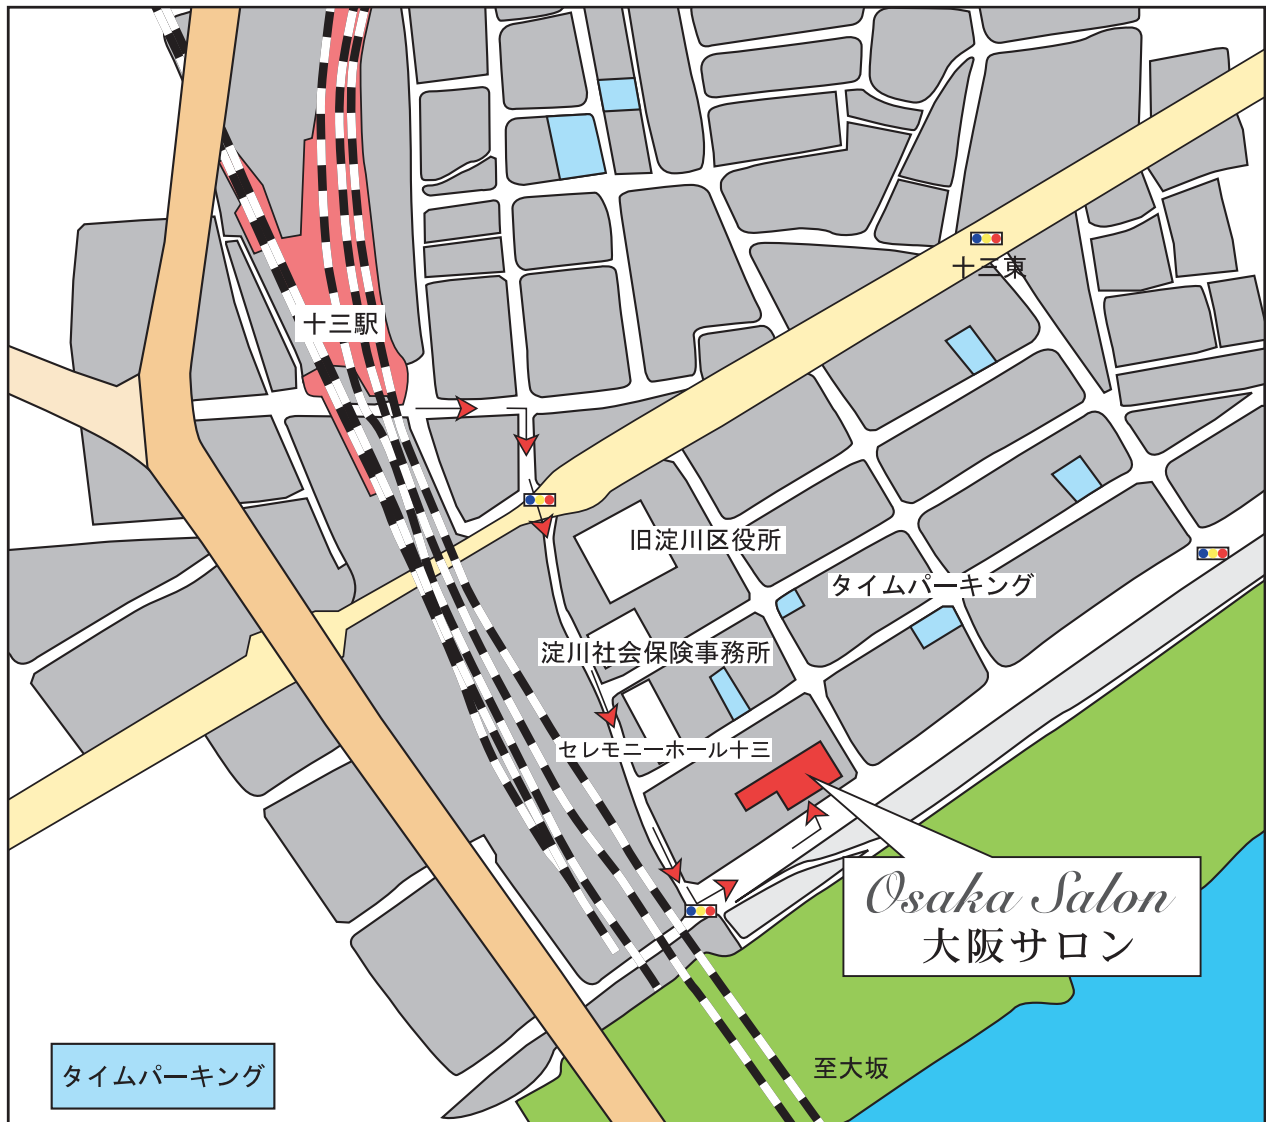 十三東
十三駅
旧淀川区役所
タイムパーキング
淀川社会保険事務所
セレモニーホール十三
Osaka Salon
大阪サロン
至大坂
タイムパーキング